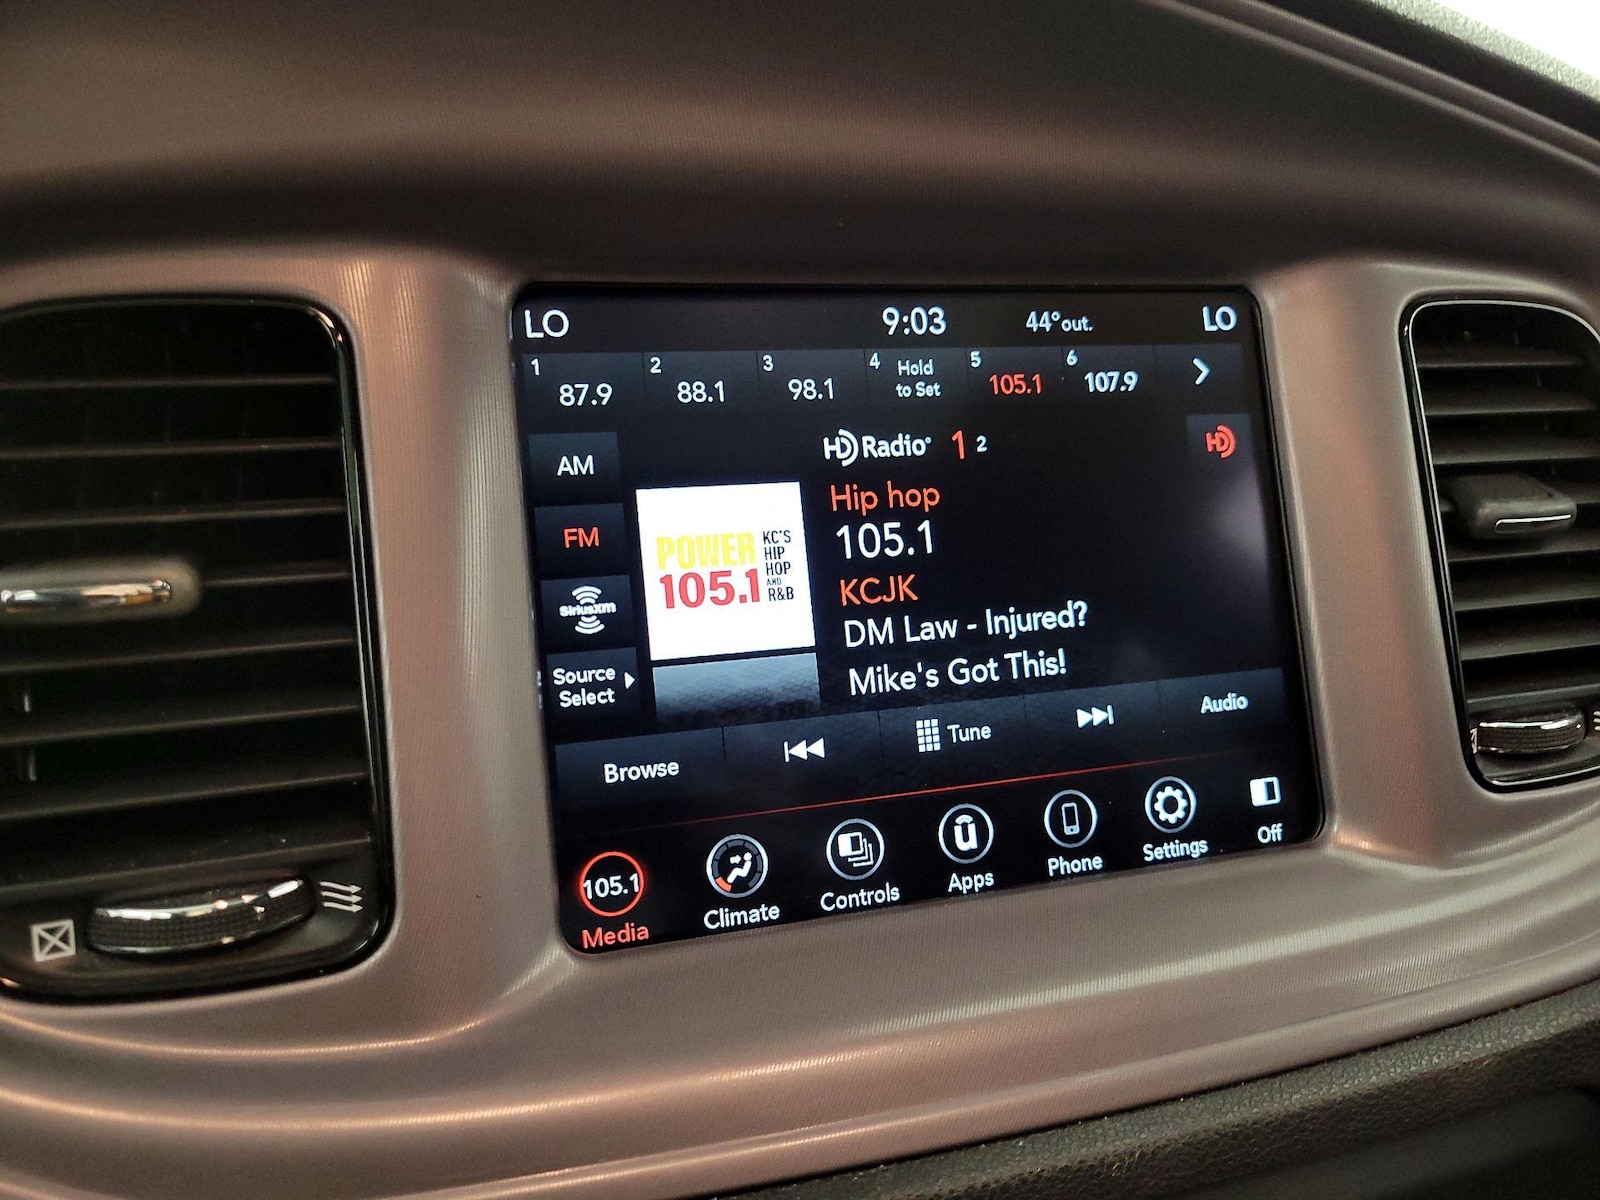 LO 9:03 44° out. LO
1 87.9 2 88.1 3 98.1 4 Hold to Set 5 105.1 6 107.9
HD Radio® 1 2
HD
AM
FM
SiriusXM
Source
Select
POWER
105.1
KC'S
HIP
HOP
AND
R&B
Hip hop
105.1
KCJK
DM Law - Injured?
Mike's Got This!
Browse Tune Audio
105.1
Media Climate Controls Apps Phone Settings Off